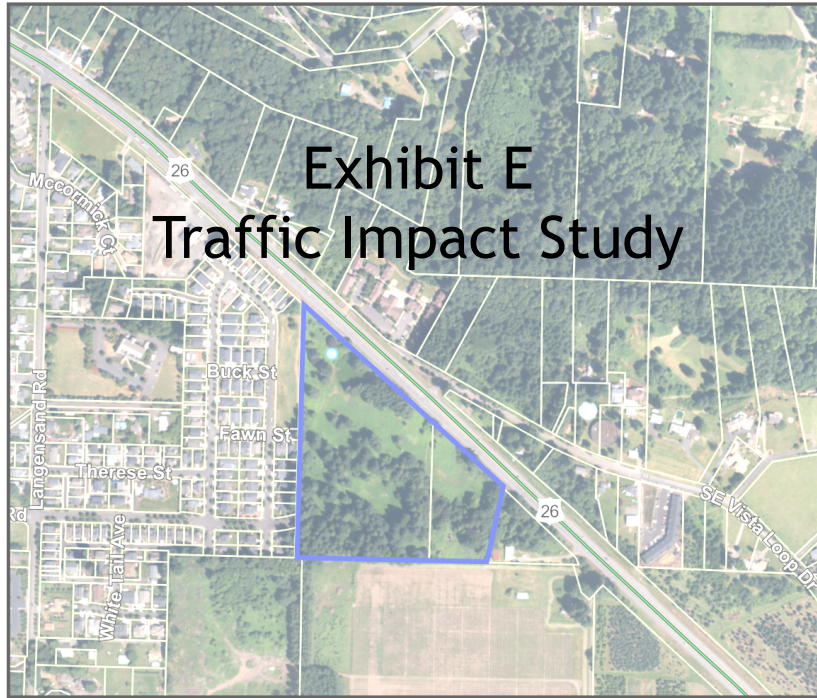 Exhibit E
Traffic Impact Study
26
Mccormick Ct
Buck St
Langensand Rd
Fawn St
Therese St
Rd
26
SE Vista Loop Dr
White Tail Ave